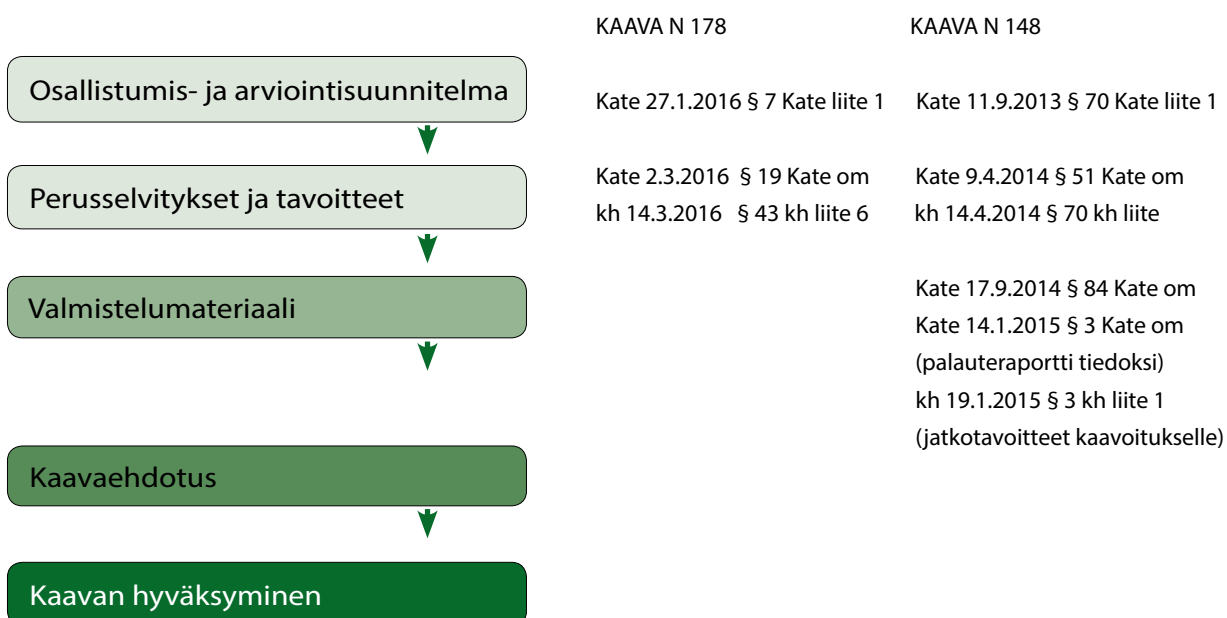 KAAVA N 178 KAAVA N 148
Osallistumis- ja arviointisuunnitelma
Kate 27.1.2016 § 7 Kate liite 1 Kate 11.9.2013 § 70 Kate liite 1
Perusselvitykset ja tavoitteet
Kate 2.3.2016 § 19 Kate om Kate 9.4.2014 § 51 Kate om
kh 14.3.2016 § 43 kh liite 6 kh 14.4.2014 § 70 kh liite
Valmistelumateriaali
Kate 17.9.2014 § 84 Kate om
Kate 14.1.2015 § 3 Kate om
(palauteraportti tiedoksi)
kh 19.1.2015 § 3 kh liite 1
(jatkotavoitteet kaavoitukselle)
Kaavaehdotus
Kaavan hyväksyminen